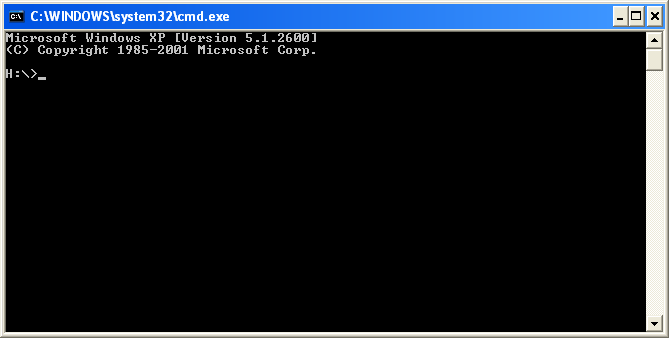 C:\WINDOWS\system32\cmd.exe
Microsoft Windows XP [Version 5.1.2600]
(C) Copyright 1985-2001 Microsoft Corp.
H:\>_